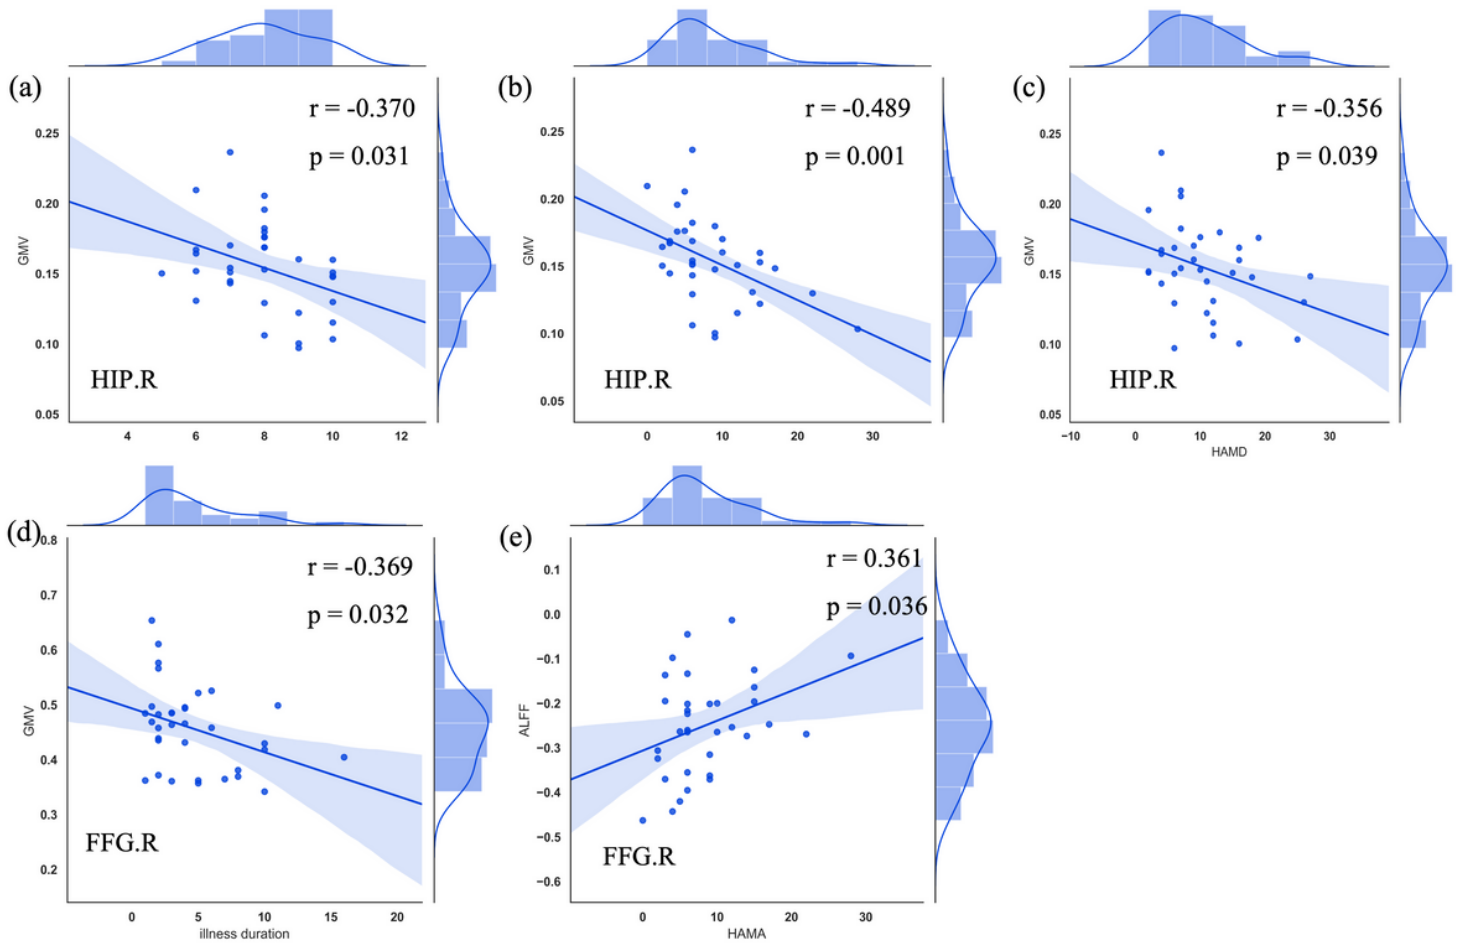 (a)
r = -0.370
p = 0.031
GMV
0.25
0.20
0.15
0.10
0.05
HIP.R
4 6 8 10 12
(b)
r = -0.489
p = 0.001
GMV
0.25
0.20
0.15
0.10
0.05
HIP.R
0 10 20 30
(c)
r = -0.356
p = 0.039
GMV
0.25
0.20
0.15
0.10
0.05
HIP.R
−10 0 10 20 30
HAMD
(d)
r = -0.369
p = 0.032
GMV
0.8
0.7
0.6
0.5
0.4
0.3
0.2
FFG.R
0 5 10 15 20
illness duration
(e)
r = 0.361
p = 0.036
ALFF
0.1
0.0
−0.1
−0.2
−0.3
−0.4
−0.5
−0.6
FFG.R
0 10 20 30
HAMA